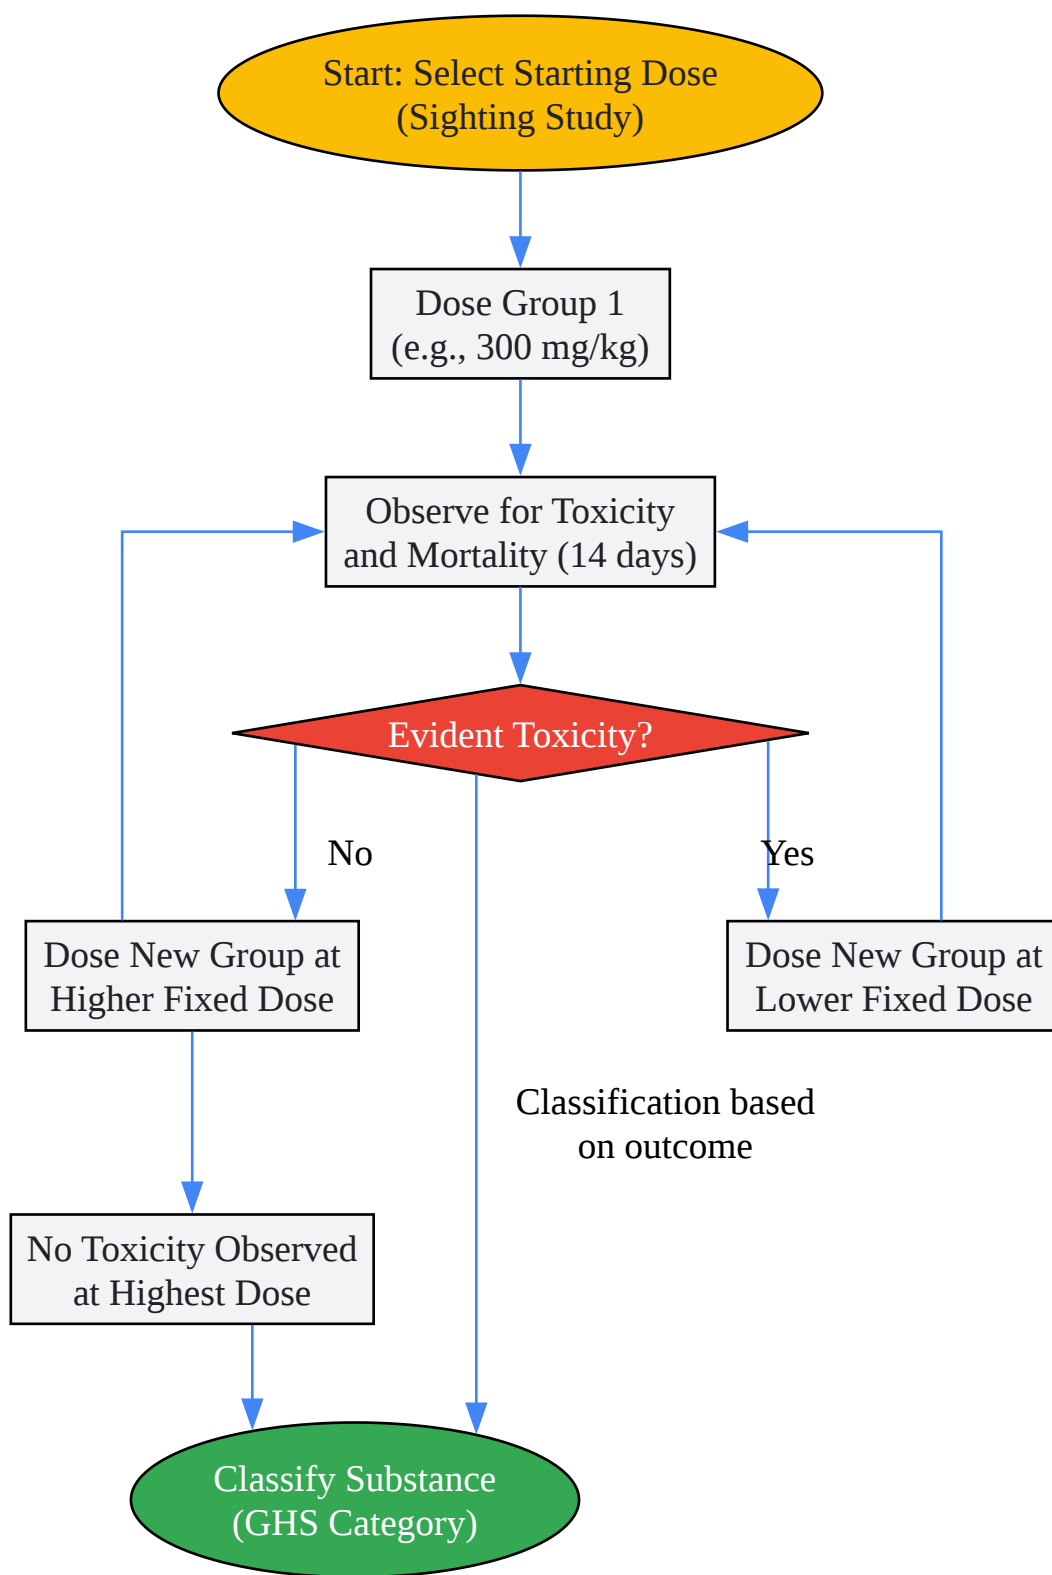 Start: Select Starting Dose
(Sighting Study)
Dose Group 1
(e.g., 300 mg/kg)
Observe for Toxicity
and Mortality (14 days)
Evident Toxicity?
No
Yes
Dose New Group at
Higher Fixed Dose
Dose New Group at
Lower Fixed Dose
Classification based
on outcome
No Toxicity Observed
at Highest Dose
Classify Substance
(GHS Category)